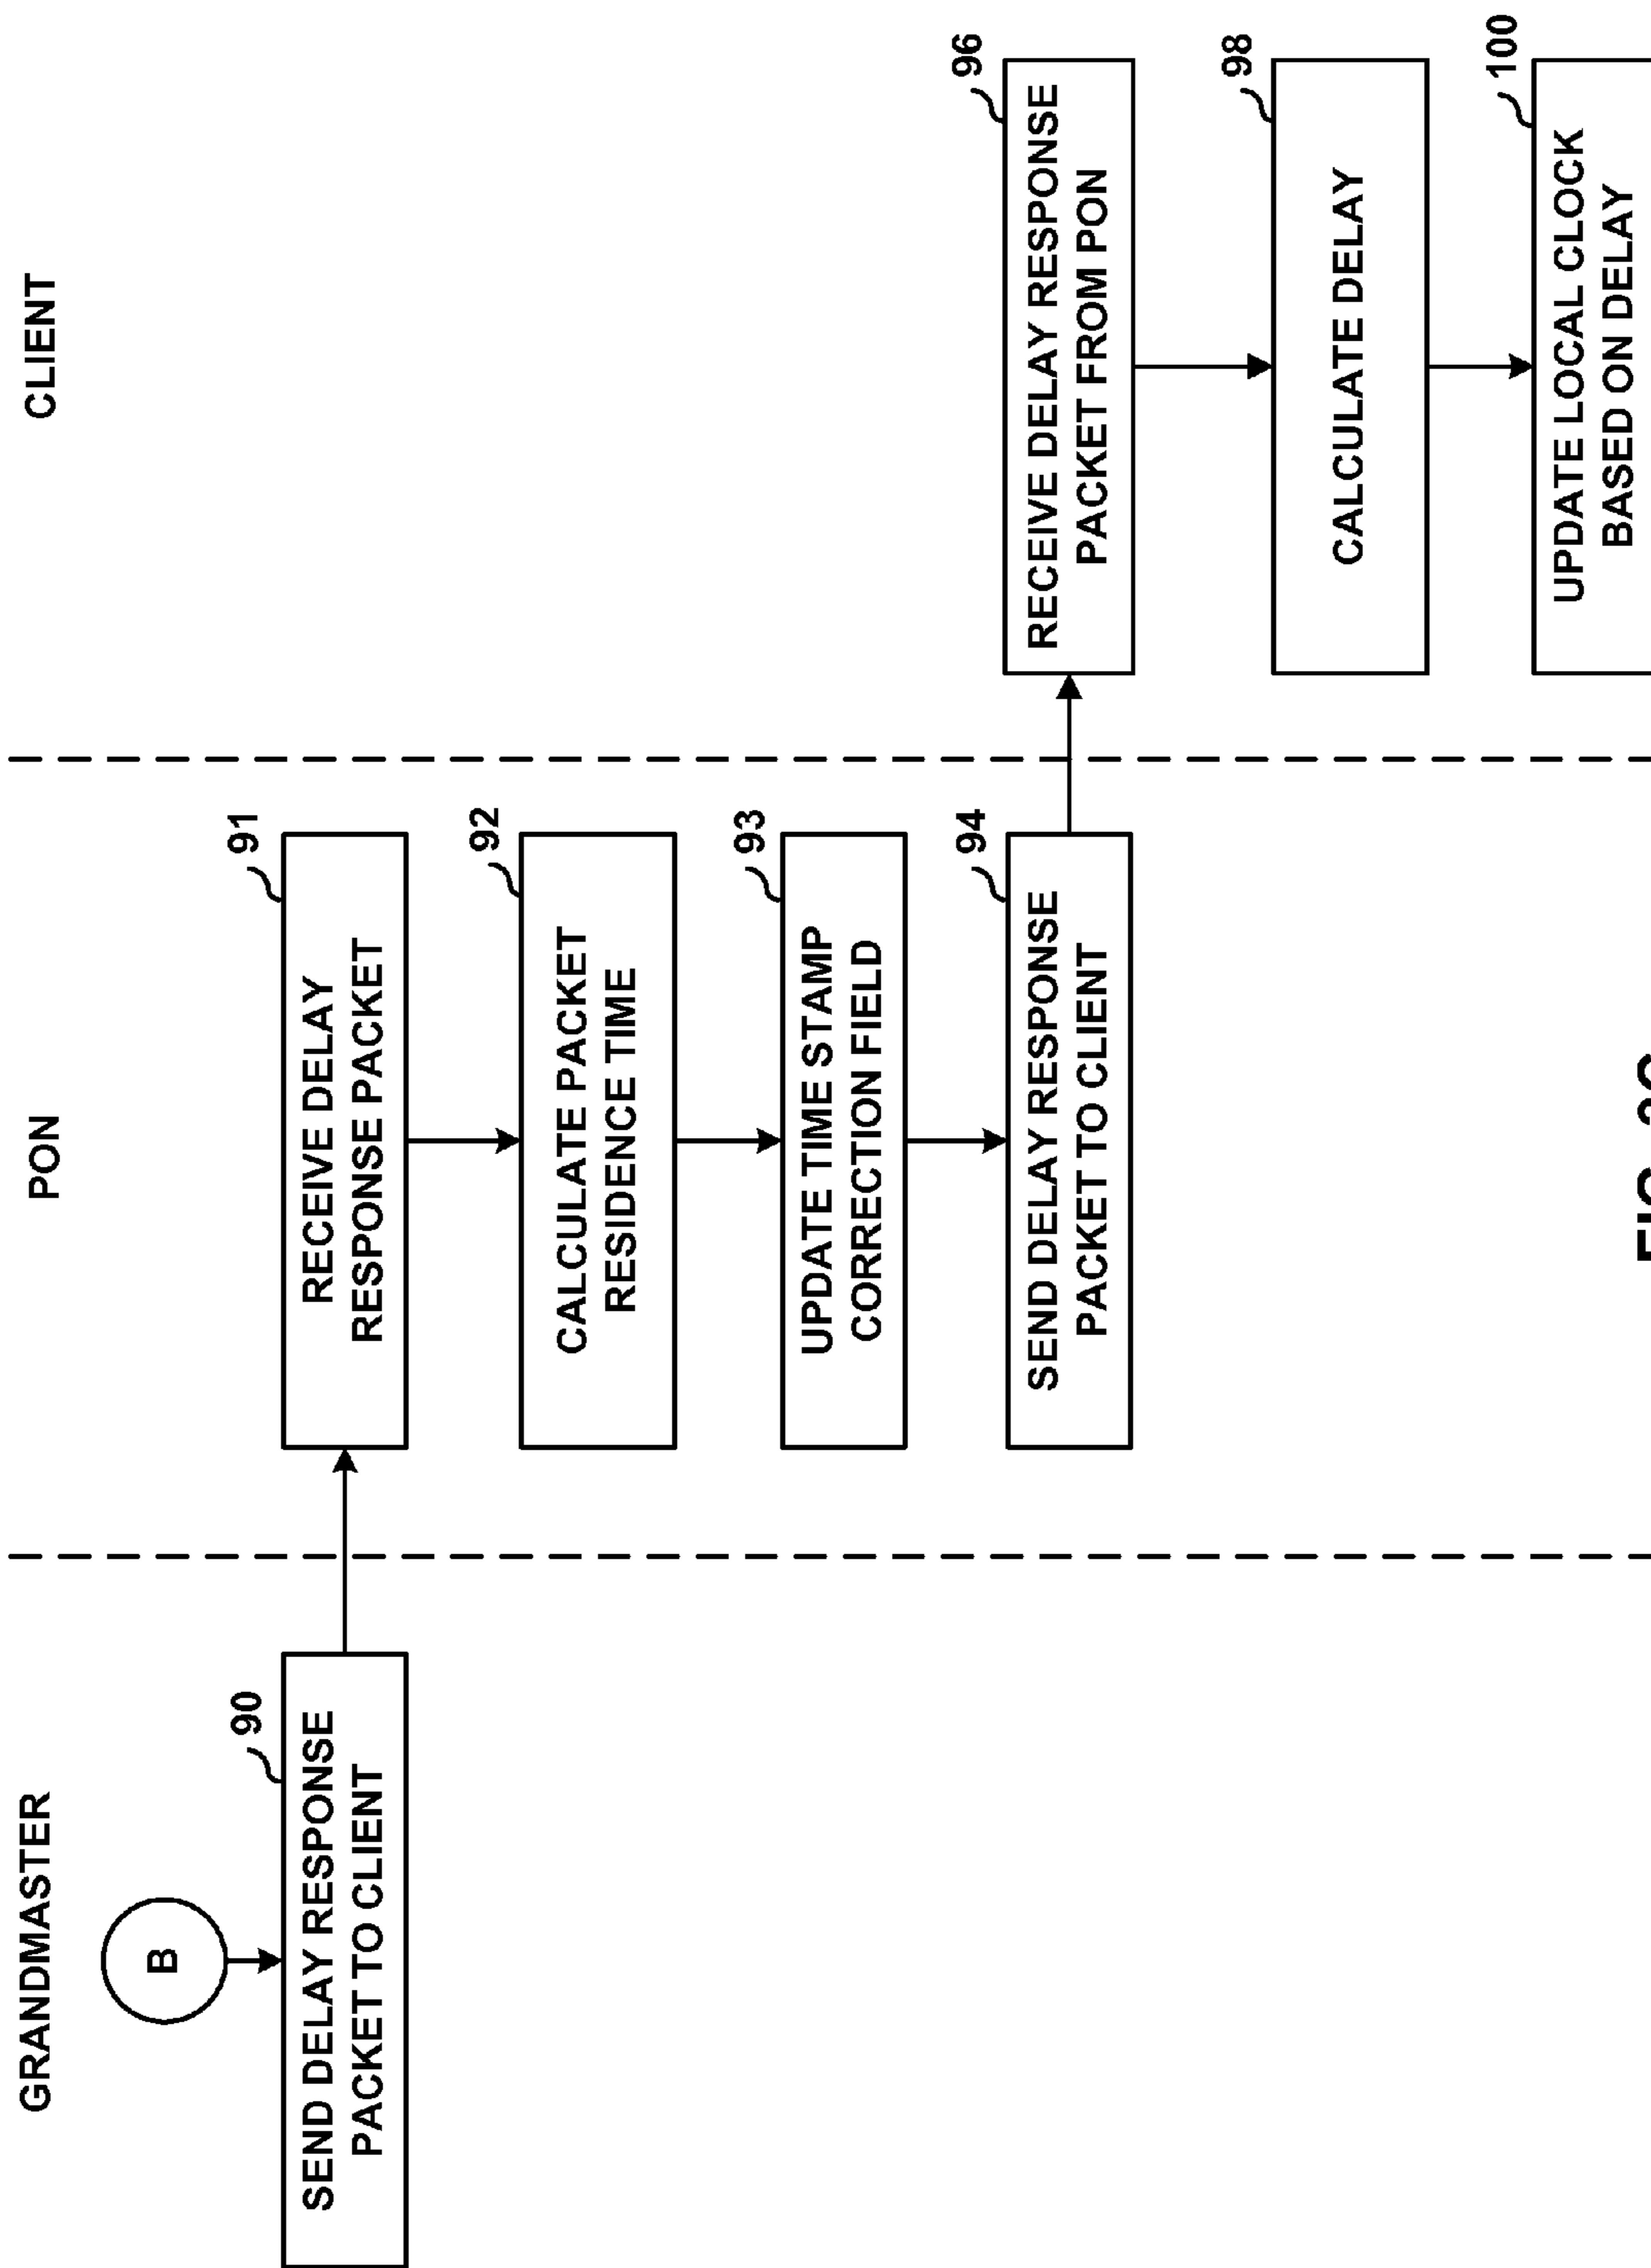 GRANDMASTER
PON
CLIENT
B
90
SEND DELAY RESPONSE
PACKET TO CLIENT
91
RECEIVE DELAY
RESPONSE PACKET
92
CALCULATE PACKET
RESIDENCE TIME
93
UPDATE TIME STAMP
CORRECTION FIELD
94
SEND DELAY RESPONSE
PACKET TO CLIENT
96
RECEIVE DELAY RESPONSE
PACKET FROM PON
98
CALCULATE DELAY
100
UPDATE LOCAL CLOCK
BASED ON DELAY